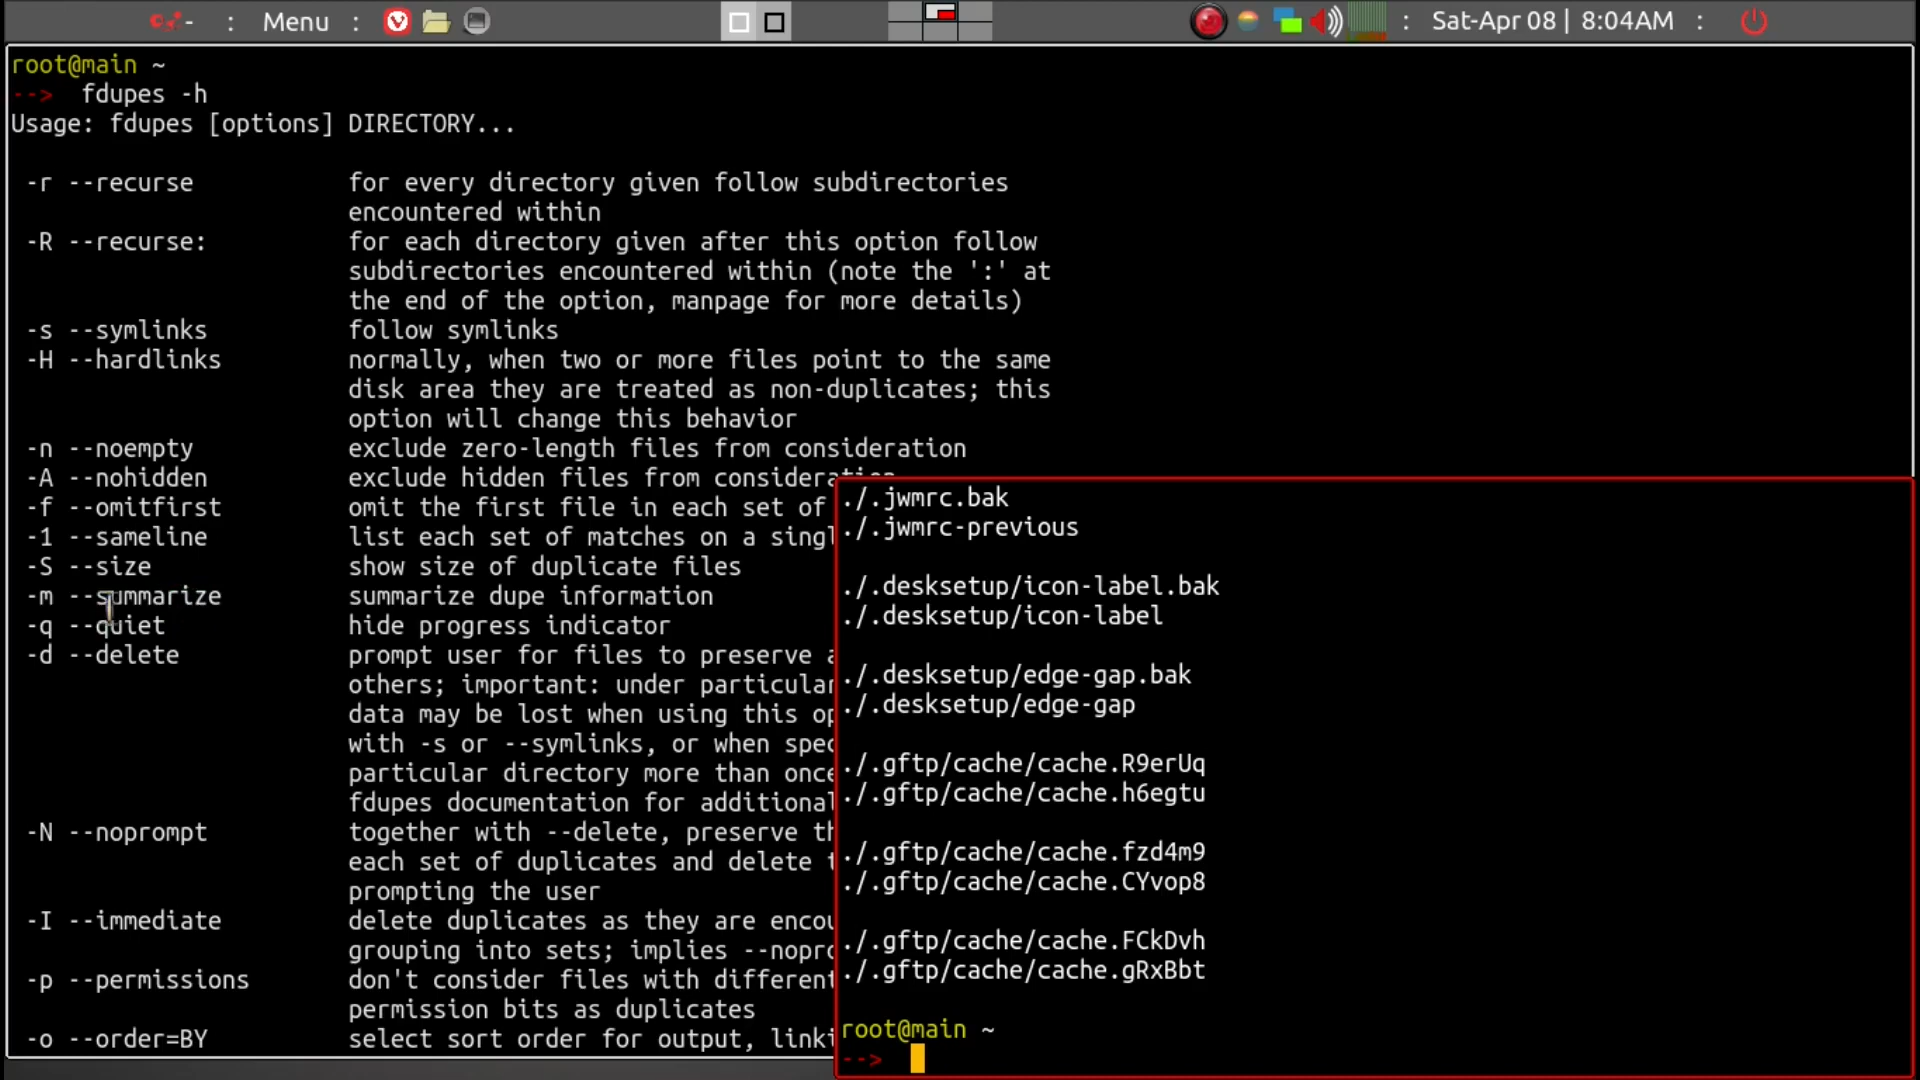 : Menu :
: Sat-Apr 08 | 8:04AM :
root@main ~
--> fdupes -h
Usage: fdupes [options] DIRECTORY...
-r --recurse for every directory given follow subdirectories
encountered within
-R --recurse: for each directory given after this option follow
subdirectories encountered within (note the ':' at
the end of the option, manpage for more details)
-s --symlinks follow symlinks
-H --hardlinks normally, when two or more files point to the same
disk area they are treated as non-duplicates; this
option will change this behavior
-n --noempty exclude zero-length files from consideration
-A --nohidden exclude hidden files from consideration
-f --omitfirst omit the first file in each set of
-1 --sameline list each set of matches on a singl
-S --size show size of duplicate files
-m --summarize summarize dupe information
-q --quiet hide progress indicator
-d --delete prompt user for files to preserve a
others; important: under particular
data may be lost when using this op
with -s or --symlinks, or when spec
particular directory more than once
fdupes documentation for additional
-N --noprompt together with --delete, preserve th
each set of duplicates and delete t
prompting the user
-I --immediate delete duplicates as they are encou
grouping into sets; implies --nopro
-p --permissions don't consider files with different
permission bits as duplicates
-o --order=BY select sort order for output, linki
./.jwmrc.bak
./.jwmrc-previous
./.desksetup/icon-label.bak
./.desksetup/icon-label
./.desksetup/edge-gap.bak
./.desksetup/edge-gap
./.gftp/cache/cache.R9erUq
./.gftp/cache/cache.h6egtu
./.gftp/cache/cache.fzd4m9
./.gftp/cache/cache.CYvop8
./.gftp/cache/cache.FCkDvh
./.gftp/cache/cache.gRxBbt
root@main ~
-->